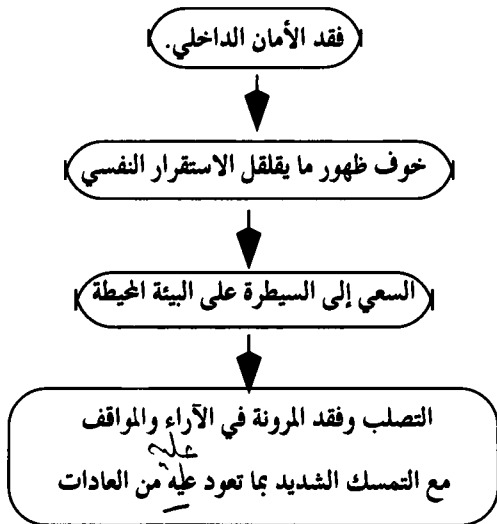 فقد الأمان الداخلي.
خوف ظهور ما يقلقل الاستقرار النفسي
السعي إلى السيطرة على البيئة المحيطة
التصلب وفقد المرونة في الآراء والمواقف
عليه
مع التمسك الشديد بما تعود عليه من العادات